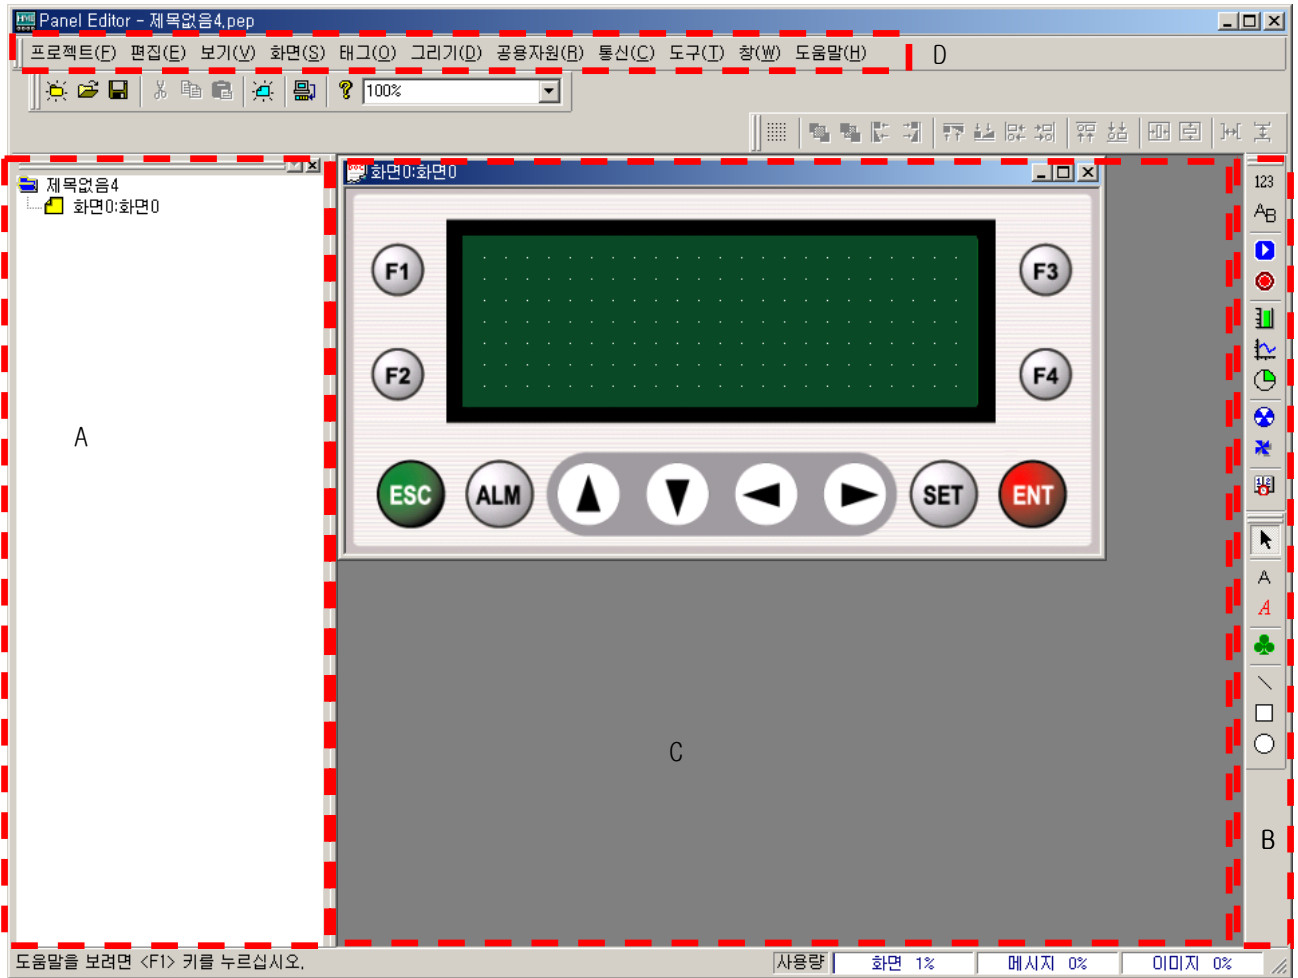 Panel Editor - 제목없음4.pep
프로젝트(F) 편집(E) 보기(V) 화면(S) 태그(O) 그리기(D) 공용자원(R) 통신(C) 도구(T) 창(W) 도움말(H) D
100%
제목없음4
화면0:화면0
화면0:화면0
F1
F3
F2
F4
ESC ALM SET ENT
123
AB
A
A
A
C
B
도움말을 보려면 <F1> 키를 누르십시오.
사용량 화면 1% 메시지 0% 이미지 0%